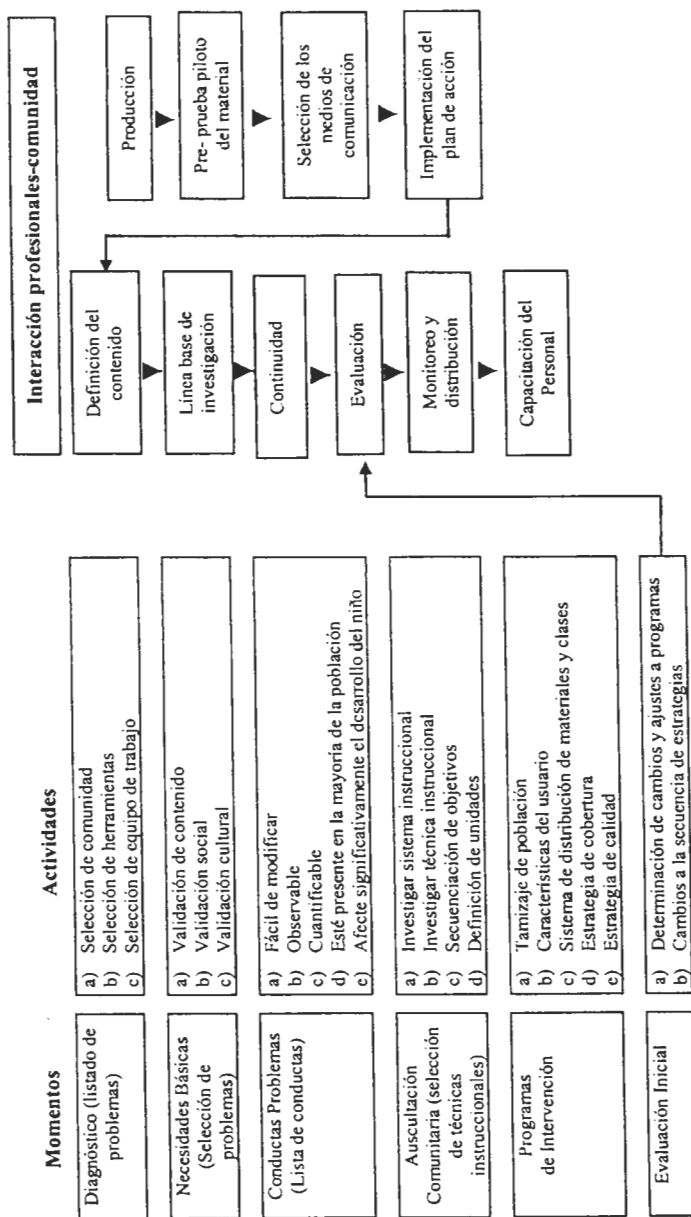 Momentos
Actividades
Diagnóstico (listado de
problemas)
a) Selección de comunidad
b) Selección de herramientas
c) Selección de equipo de trabajo
Necesidades Básicas
(Selección de
problemas)
a) Validación de contenido
b) Validación social
c) Validación cultural
Conductas Problemas
(Lista de conductas)
a) Fácil de modificar
b) Observable
c) Cuantificable
d) Esté presente en la mayoría de la población
e) Afecte significativamente el desarrollo del niño
Auscultación
Comunitaria (selección
de técnicas
instruccionales)
a) Investigar sistema instruccional
b) Investigar técnica instruccional
c) Secuenciación de objetivos
d) Definición de unidades
Programas
de Intervención
a) Tamizaje de población
b) Características del usuario
c) Sistema de distribución de materiales y clases
d) Estrategia de cobertura
e) Estrategia de calidad
Evaluación Inicial
a) Determinación de cambios y ajustes a programas
b) Cambios a la secuencia de estrategias
Interacción profesionales-comunidad
Definición del
contenido
Línea base de
investigación
Continuidad
Evaluación
Monitoreo y
distribución
Capacitación del
Personal
Producción
Pre- prueba piloto
del material
Selección de los
medios de
comunicación
Implementación del
plan de acción